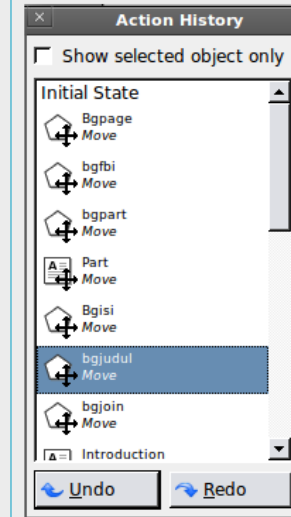 Action History
Show selected object only
Initial State
Bgpage
Move
bgfbi
Move
bgpart
Move
Part
Move
Bgisi
Move
bgjudul
Move
bgjoin
Move
Introduction
Undo
Redo